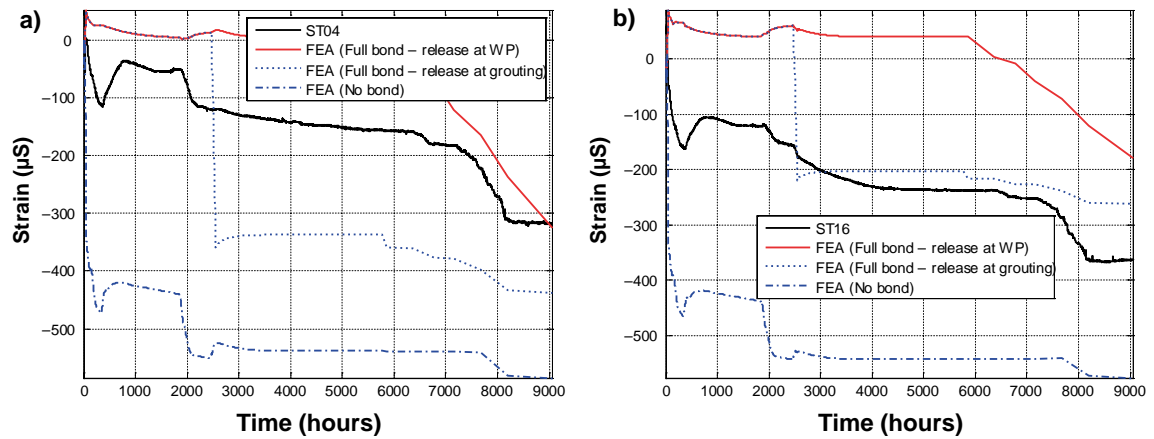 a)
Strain (µS)
0
−100
−200
−300
−400
−500
ST04
FEA (Full bond – release at WP)
FEA (Full bond – release at grouting)
FEA (No bond)
0 1000 2000 3000 4000 5000 6000 7000 8000 9000
Time (hours)
b)
Strain (µS)
0
−100
−200
−300
−400
−500
ST16
FEA (Full bond – release at WP)
FEA (Full bond – release at grouting)
FEA (No bond)
0 1000 2000 3000 4000 5000 6000 7000 8000 9000
Time (hours)